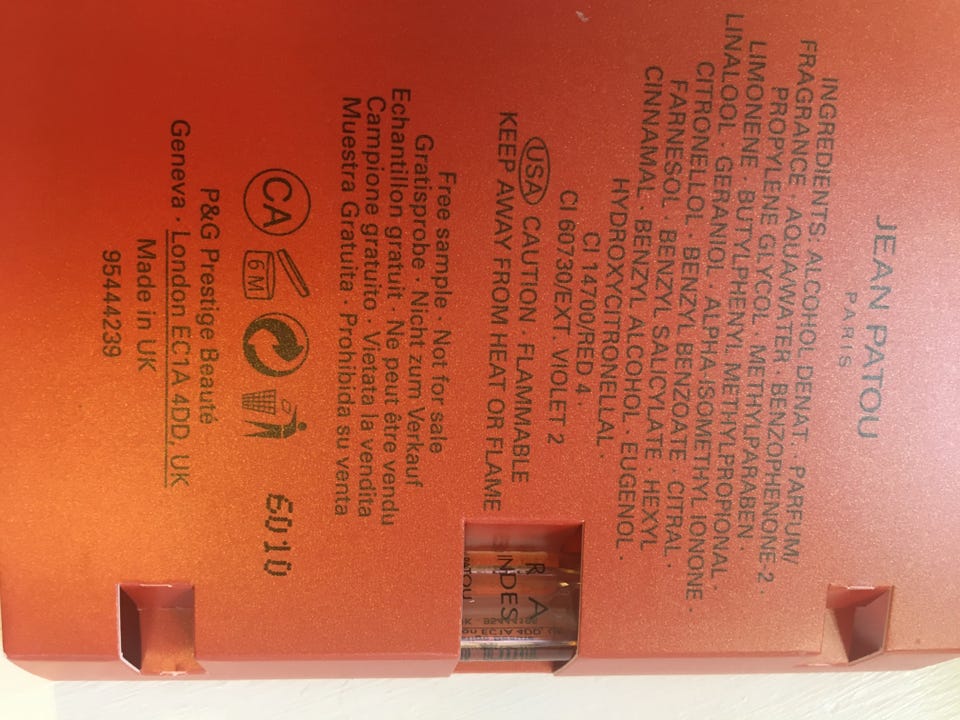 JEAN PATOU
PARIS
INGREDIENTS: ALCOHOL DENAT. · PARFUM/
FRAGRANCE · AQUA/WATER · BENZOPHENONE-2 ·
PROPYLENE GLYCOL · METHYLPARABEN ·
LIMONENE · BUTYLPHENYL METHYLPROPIONAL ·
LINALOOL · GERANIOL · ALPHA-ISOMETHYL IONONE ·
CITRONELLOL · BENZYL BENZOATE · CITRAL ·
FARNESOL · BENZYL SALICYLATE · HEXYL
CINNAMAL · BENZYL ALCOHOL · EUGENOL ·
HYDROXYCITRONELLAL ·
CI 14700/RED 4 ·
CI 60730/EXT. VIOLET 2
USA CAUTION · FLAMMABLE
KEEP AWAY FROM HEAT OR FLAME
Free sample · Not for sale
Gratisprobe · Nicht zum Verkauf
Echantillon gratuit · Ne peut être vendu
Campione gratuito · Vietata la vendita
Muestra Gratuita · Prohibida su venta
CA 6 M
P&G Prestige Beauté
Geneva · London EC1A 4DD, UK
Made in UK
95444239
R A
INDES
EC1A 4DD,